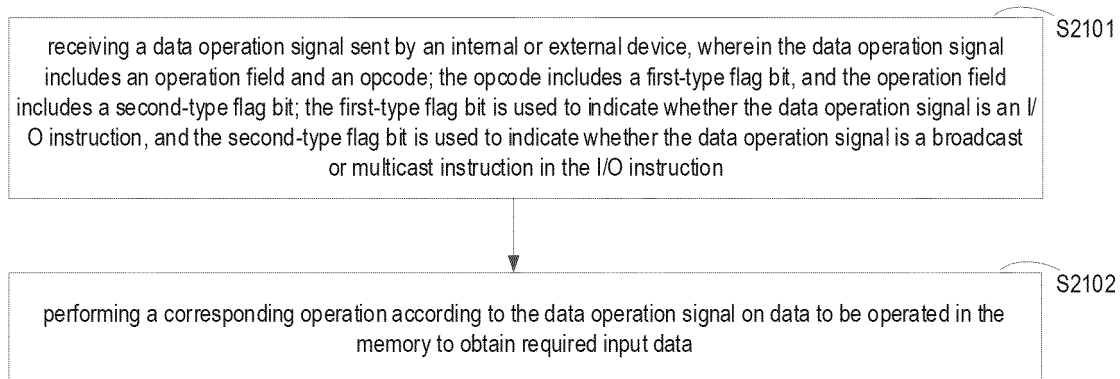 S2101
receiving a data operation signal sent by an internal or external device, wherein the data operation signal
includes an operation field and an opcode; the opcode includes a first-type flag bit, and the operation field
includes a second-type flag bit; the first-type flag bit is used to indicate whether the data operation signal is an I/
O instruction, and the second-type flag bit is used to indicate whether the data operation signal is a broadcast
or multicast instruction in the I/O instruction
S2102
performing a corresponding operation according to the data operation signal on data to be operated in the
memory to obtain required input data